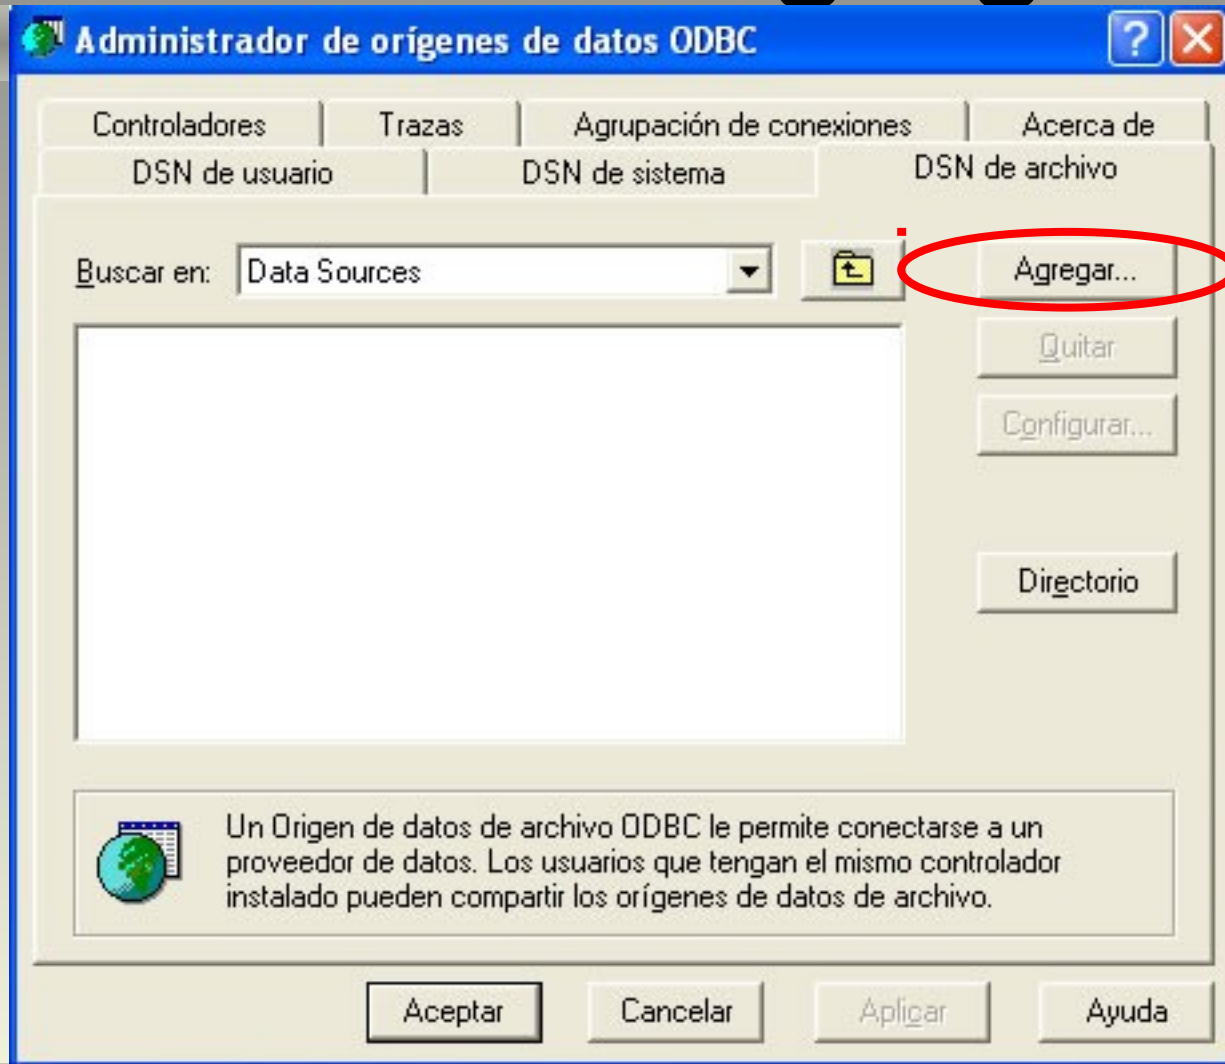 Administrador de orígenes de datos ODBC
Controladores
Trazas
Agrupación de conexiones
Acerca de
DSN de usuario
DSN de sistema
DSN de archivo
Buscar en:
Data Sources
Agregar...
Quitar
Configurar...
Directorio
Un Origen de datos de archivo ODBC le permite conectarse a un
proveedor de datos. Los usuarios que tengan el mismo controlador
instalado pueden compartir los orígenes de datos de archivo.
Aceptar
Cancelar
Aplicar
Ayuda